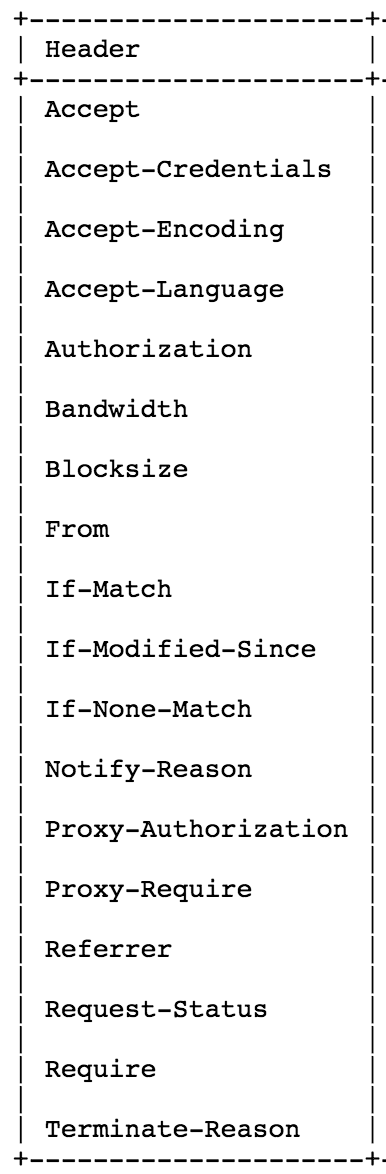 +---------------------+-
| Header |
+---------------------+-
| Accept |
| Accept-Credentials |
| Accept-Encoding |
| Accept-Language |
| Authorization |
| Bandwidth |
| Blocksize |
| From |
| If-Match |
| If-Modified-Since |
| If-None-Match |
| Notify-Reason |
| Proxy-Authorization |
| Proxy-Require |
| Referrer |
| Request-Status |
| Require |
| Terminate-Reason |
+---------------------+-